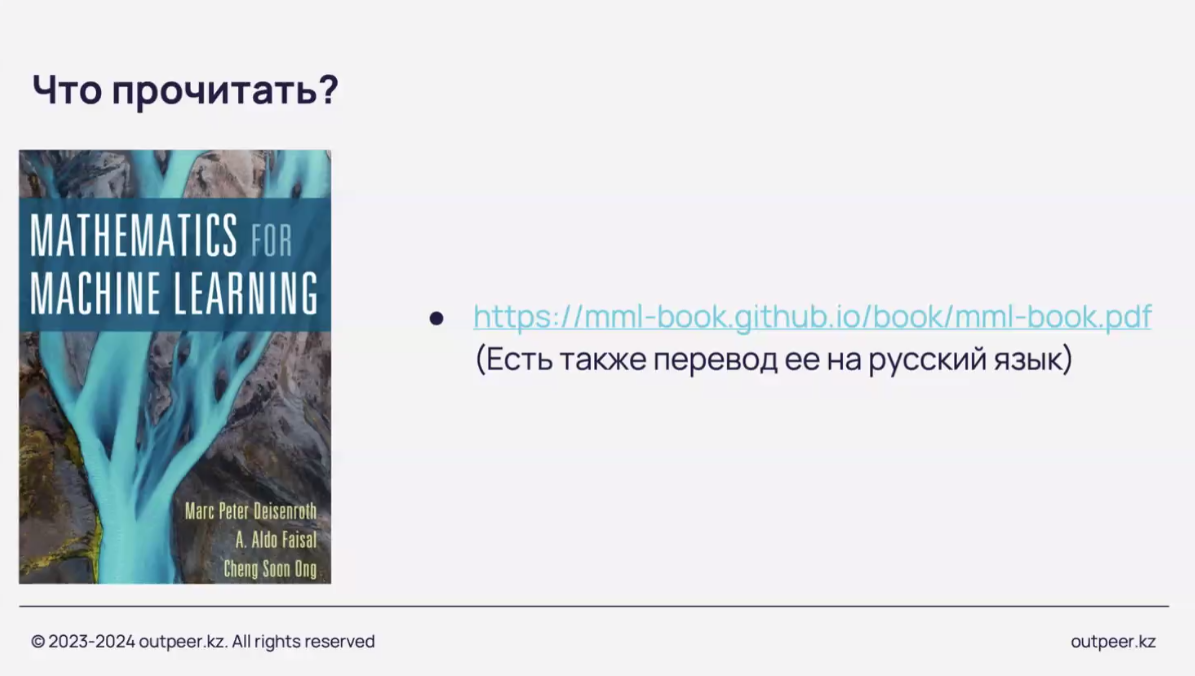 Что прочитать?
MATHEMATICS FOR
MACHINE LEARNING
Marc Peter Deisenroth
A. Aldo Faisal
Cheng Soon Ong
● https://mml-book.github.io/book/mml-book.pdf
(Есть также перевод ее на русский язык)
© 2023-2024 outpeer.kz. All rights reserved
outpeer.kz